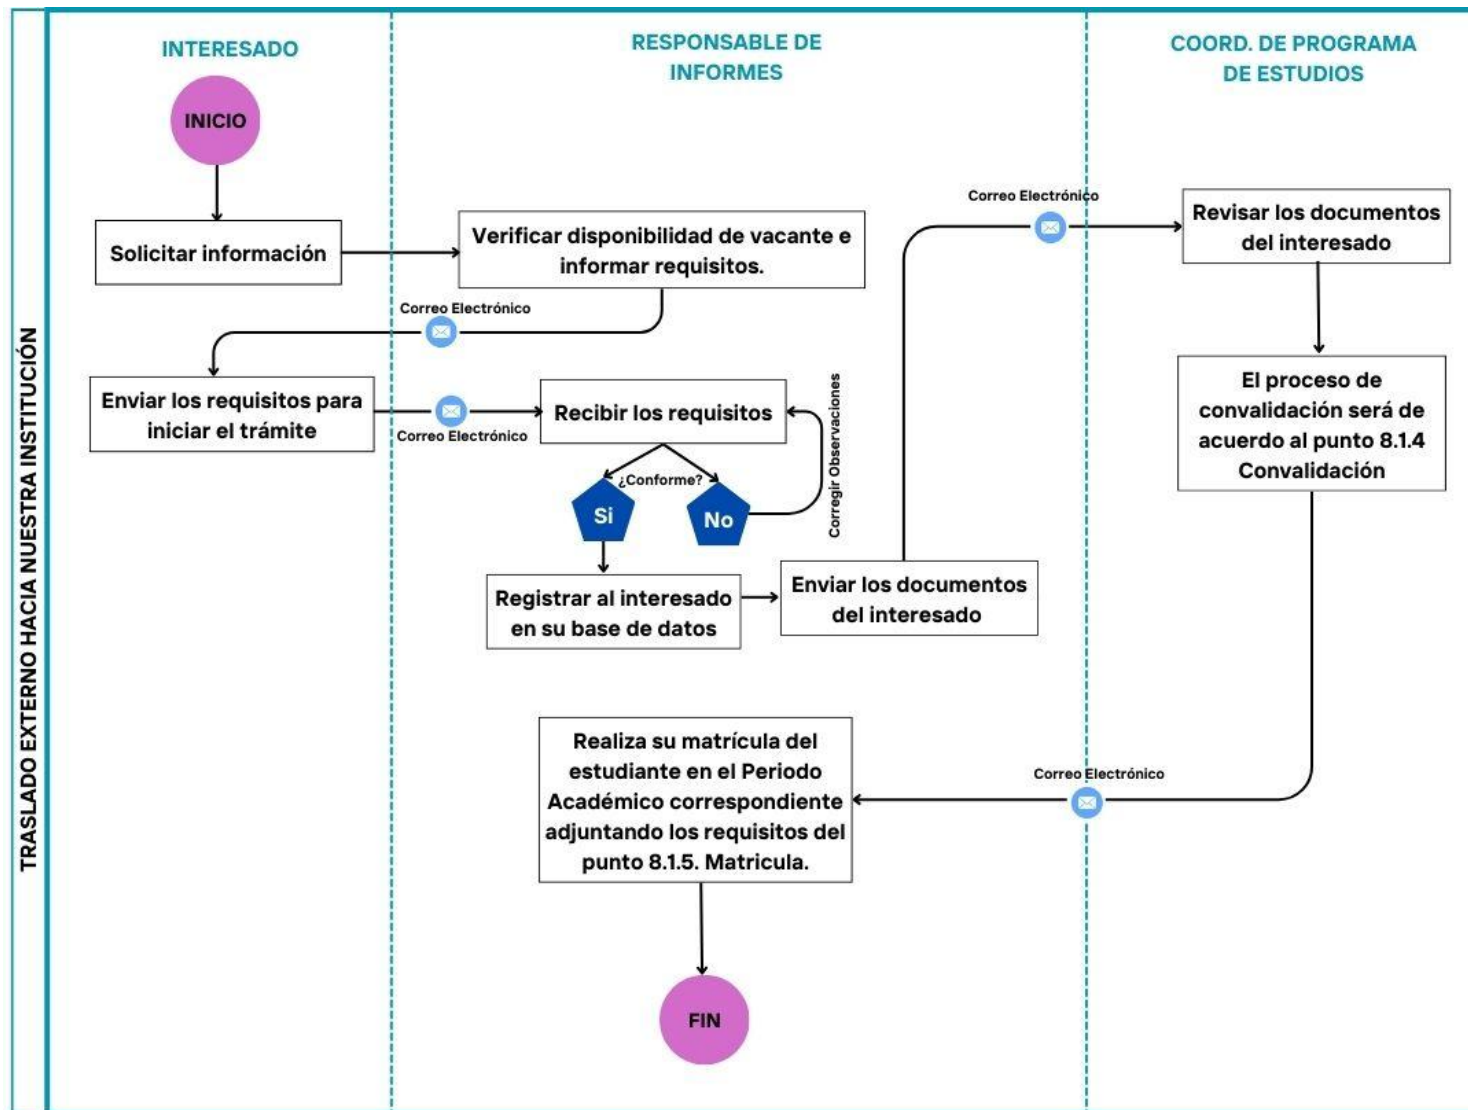 TRASLADO EXTERNO HACIA NUESTRA INSTITUCIÓN
INTERESADO
RESPONSABLE DE
INFORMES
COORD. DE PROGRAMA
DE ESTUDIOS
INICIO
Solicitar información
Verificar disponibilidad de vacante e
informar requisitos.
Correo Electrónico
Enviar los requisitos para
iniciar el trámite
Correo Electrónico
Recibir los requisitos
¿Conforme?
Si
No
Corregir Observaciones
Registrar al interesado
en su base de datos
Enviar los documentos
del interesado
Correo Electrónico
Revisar los documentos
del interesado
El proceso de
convalidación será de
acuerdo al punto 8.1.4
Convalidación
Correo Electrónico
Realiza su matrícula del
estudiante en el Periodo
Académico correspondiente
adjuntando los requisitos del
punto 8.1.5. Matricula.
FIN